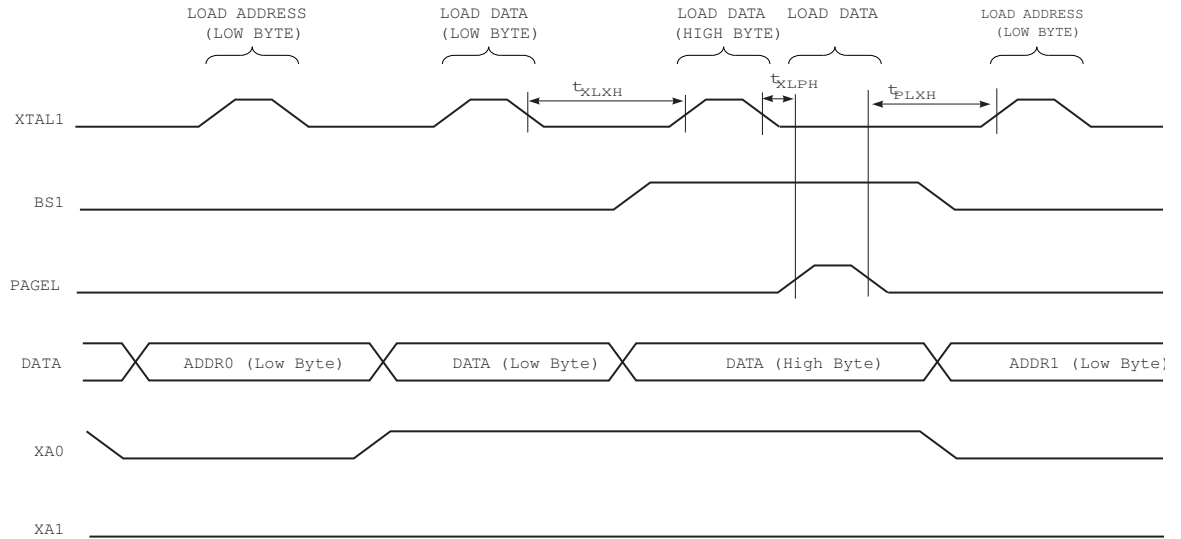 LOAD ADDRESS
(LOW BYTE)
LOAD DATA
(LOW BYTE)
LOAD DATA
(HIGH BYTE)
LOAD DATA
LOAD ADDRESS
(LOW BYTE)
tXLXH
tXLPH
tPLXH
XTAL1
BS1
PAGEL
DATA
ADDR0 (Low Byte)
DATA (Low Byte)
DATA (High Byte)
ADDR1 (Low Byte)
XA0
XA1